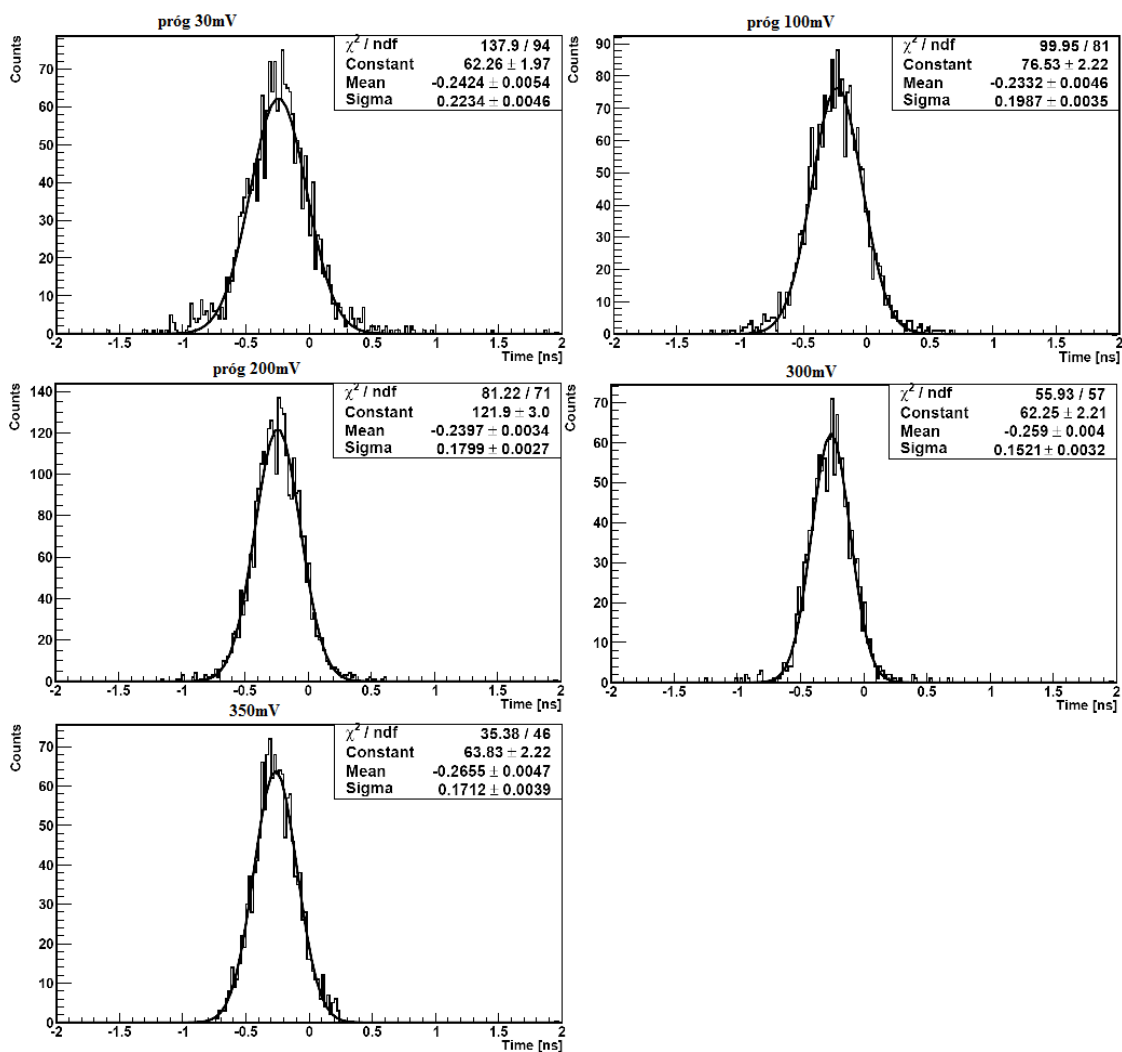 próg 30mV
Counts
χ² / ndf 137.9 / 94
Constant 62.26 ± 1.97
Mean -0.2424 ± 0.0054
Sigma 0.2234 ± 0.0046
70
60
50
40
30
20
10
0
-2 -1.5 -1 -0.5 0 0.5 1 1.5 2
Time [ns]
próg 100mV
Counts
χ² / ndf 99.95 / 81
Constant 76.53 ± 2.22
Mean -0.2332 ± 0.0046
Sigma 0.1987 ± 0.0035
90
80
70
60
50
40
30
20
10
0
-2 -1.5 -1 -0.5 0 0.5 1 1.5 2
Time [ns]
próg 200mV
Counts
χ² / ndf 81.22 / 71
Constant 121.9 ± 3.0
Mean -0.2397 ± 0.0034
Sigma 0.1799 ± 0.0027
140
120
100
80
60
40
20
0
-2 -1.5 -1 -0.5 0 0.5 1 1.5 2
Time [ns]
300mV
Counts
χ² / ndf 55.93 / 57
Constant 62.25 ± 2.21
Mean -0.259 ± 0.004
Sigma 0.1521 ± 0.0032
70
60
50
40
30
20
10
0
-2 -1.5 -1 -0.5 0 0.5 1 1.5 2
Time [ns]
350mV
Counts
χ² / ndf 35.38 / 46
Constant 63.83 ± 2.22
Mean -0.2655 ± 0.0047
Sigma 0.1712 ± 0.0039
70
60
50
40
30
20
10
0
-2 -1.5 -1 -0.5 0 0.5 1 1.5 2
Time [ns]